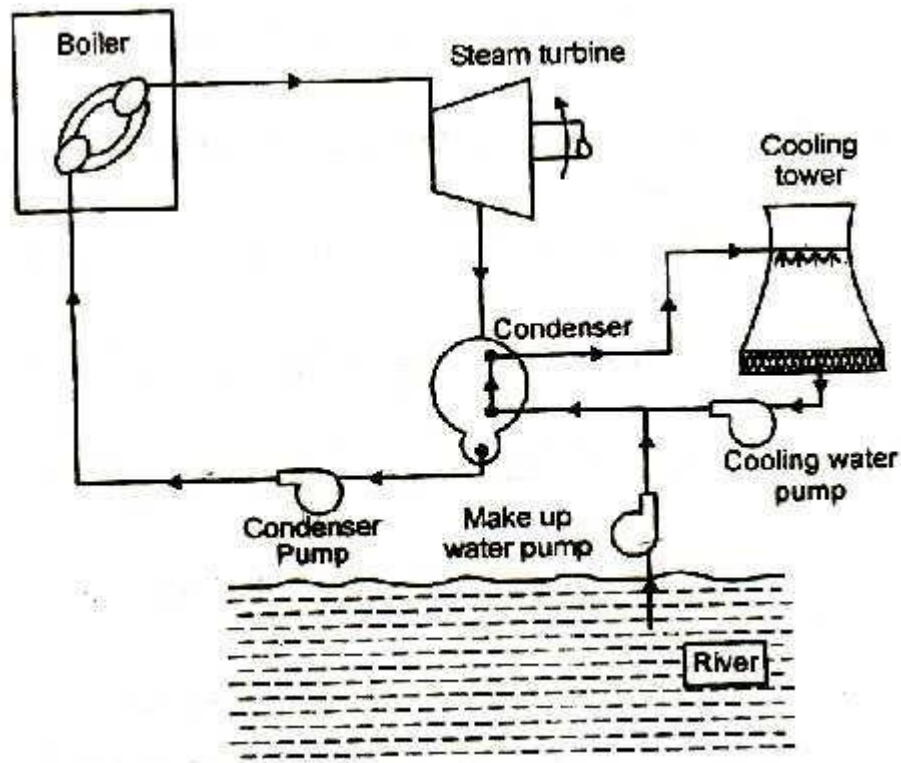 Boiler
Steam turbine
Cooling
tower
Condenser
Cooling water
pump
Condenser
Pump
Make up
water pump
River